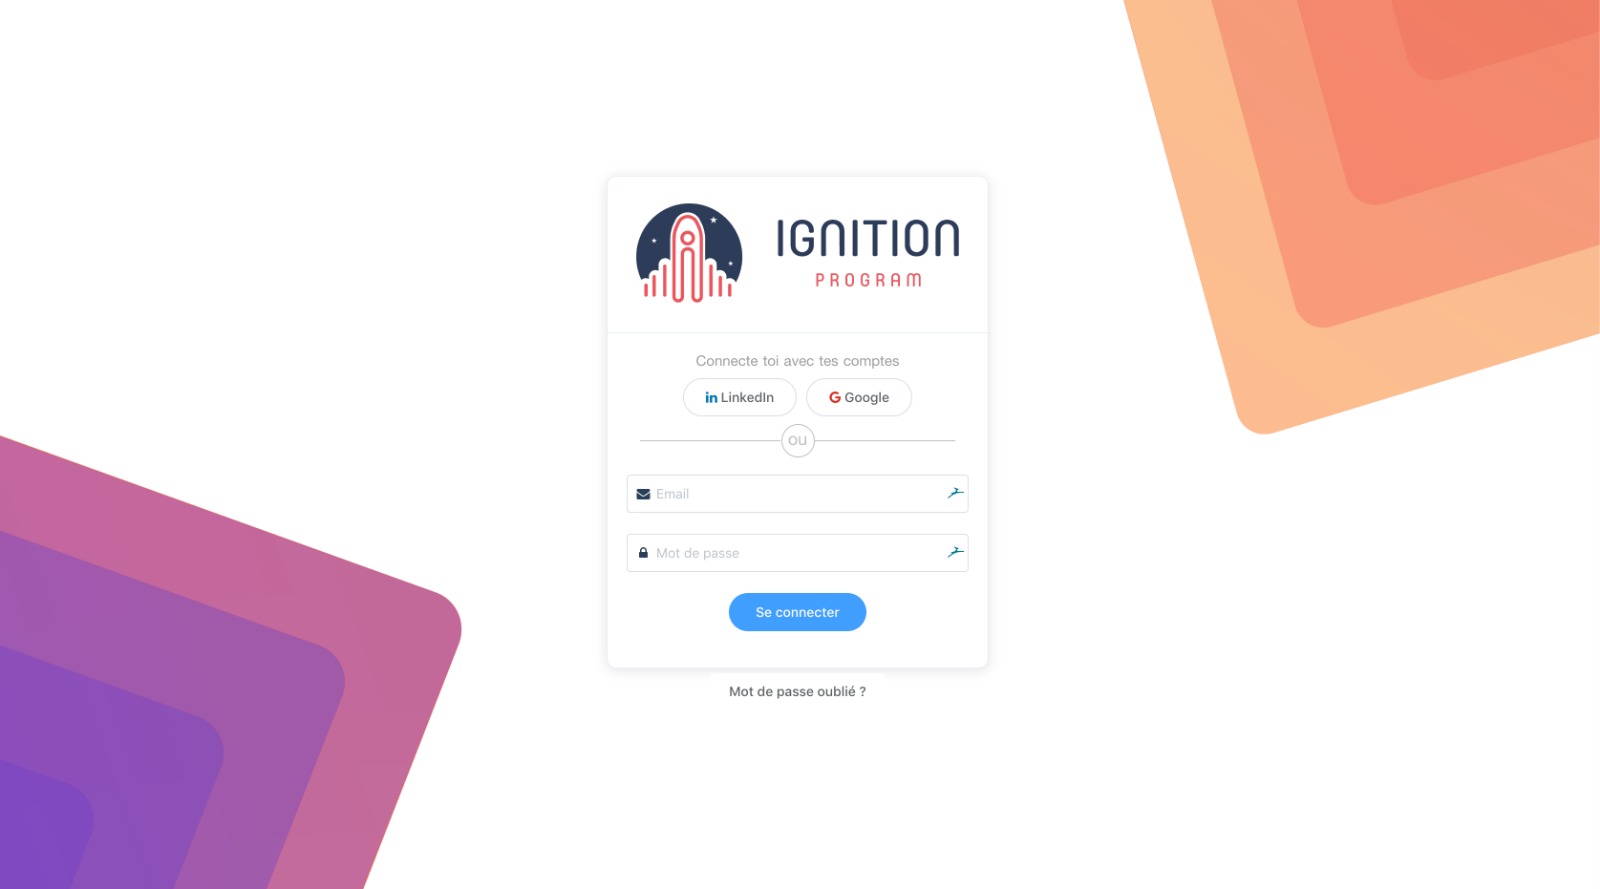 IGNITION
PROGRAM
Connecte toi avec tes comptes
in LinkedIn
G Google
OU
Email
Mot de passe
Se connecter
Mot de passe oublié ?